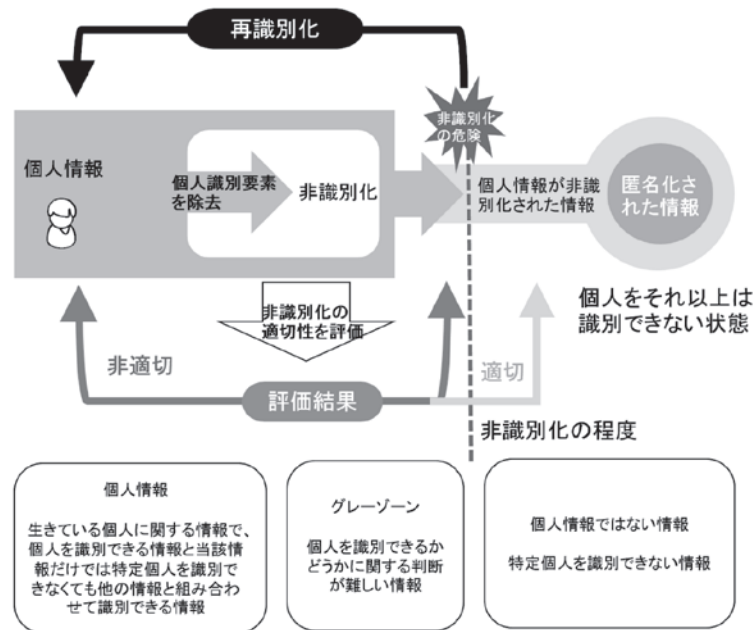 再識別化
非識別化
の危険
個人情報
個人識別要素
を除去
非識別化
個人情報が非識
別化された情報
匿名化さ
れた情報
個人をそれ以上は
識別できない状態
非識別化の
適切性を評価
非適切
評価結果
適切
非識別化の程度
個人情報
生きている個人に関する情報で、
個人を識別できる情報と当該情
報だけでは特定個人を識別で
きなくても他の情報と組み合わ
せて識別できる情報
グレーゾーン
個人を識別できるか
どうかに関する判断
が難しい情報
個人情報ではない情報
特定個人を識別できない情報